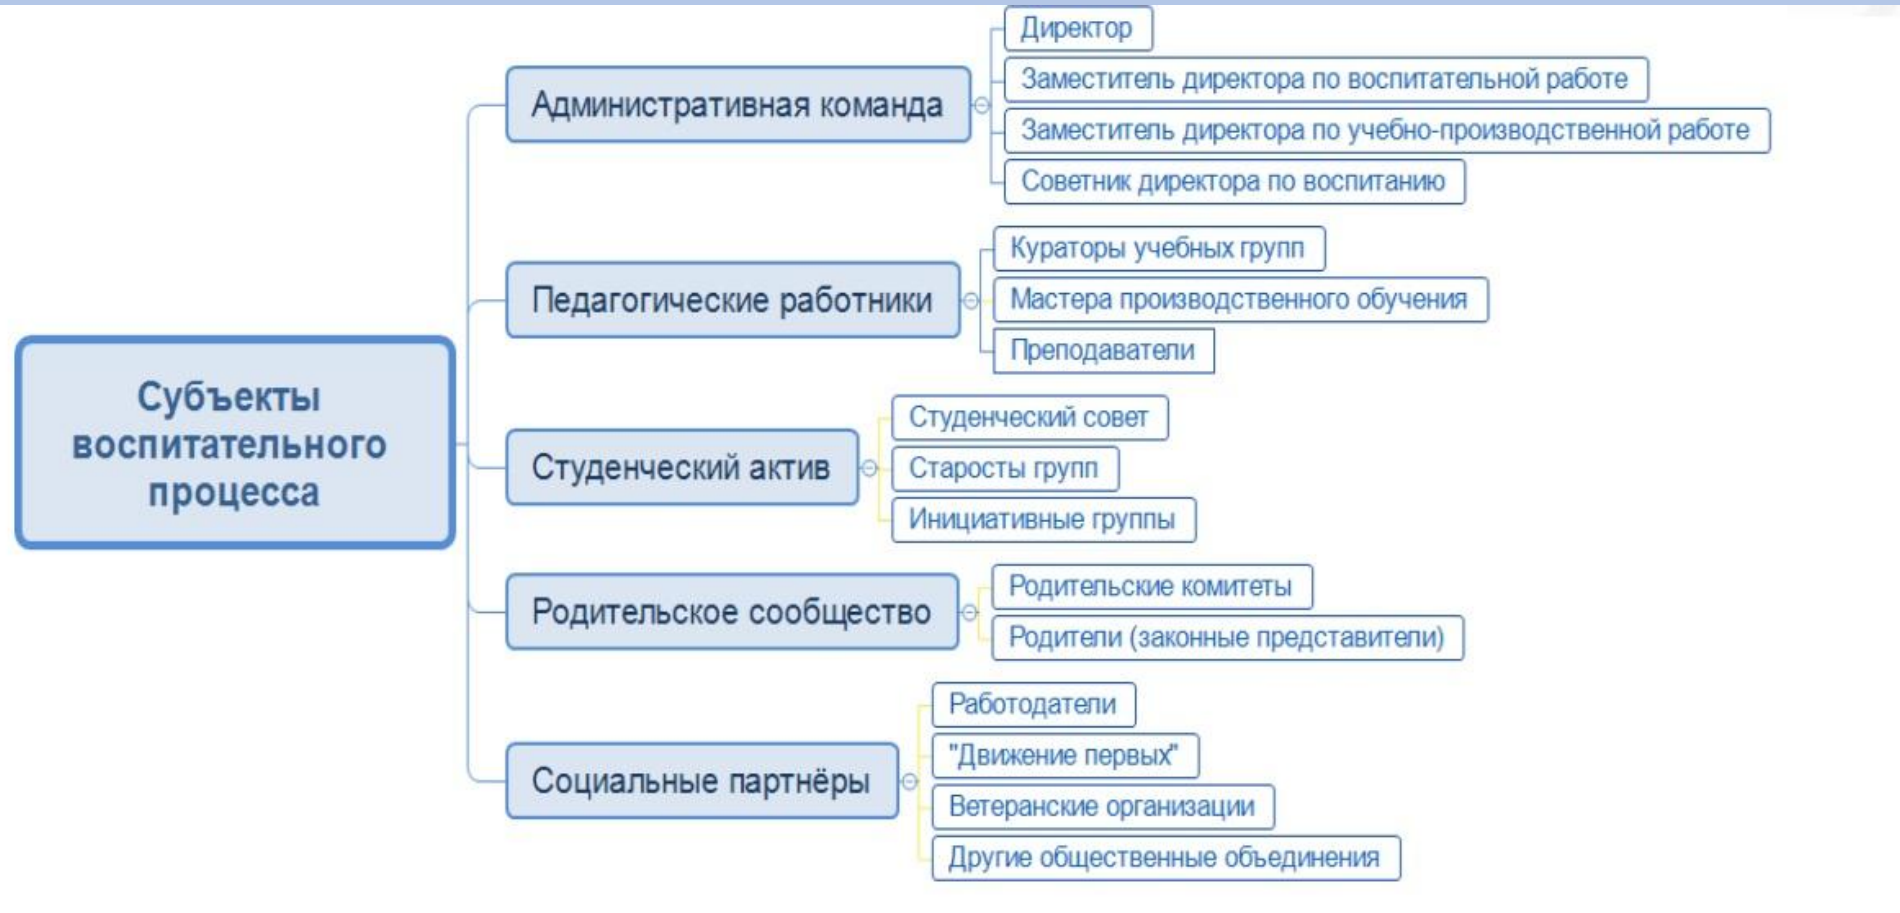 Субъекты
воспитательного
процесса
Административная команда
Директор
Заместитель директора по воспитательной работе
Заместитель директора по учебно-производственной работе
Советник директора по воспитанию
Педагогические работники
Кураторы учебных групп
Мастера производственного обучения
Преподаватели
Студенческий актив
Студенческий совет
Старосты групп
Инициативные группы
Родительское сообщество
Родительские комитеты
Родители (законные представители)
Социальные партнёры
Работодатели
"Движение первых"
Ветеранские организации
Другие общественные объединения